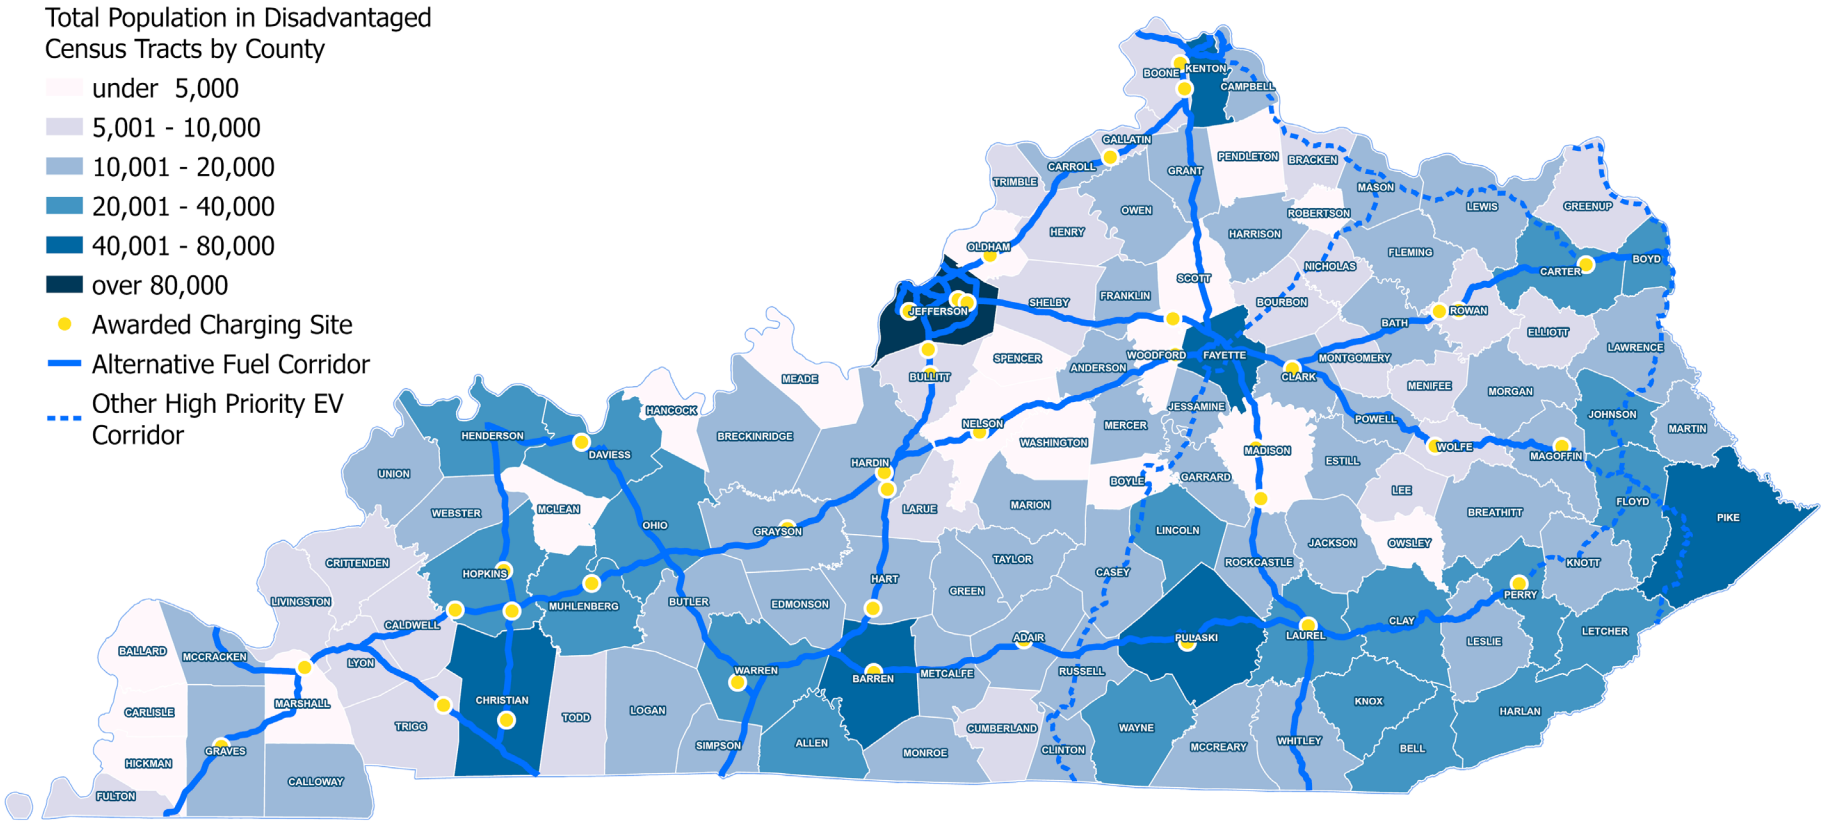 Total Population in Disadvantaged
Census Tracts by County
under 5,000
5,001 - 10,000
10,001 - 20,000
20,001 - 40,000
40,001 - 80,000
over 80,000
Awarded Charging Site
Alternative Fuel Corridor
Other High Priority EV
Corridor
BOONE
KENTON
CAMPBELL
GALLATIN
CARROLL
TRIMBLE
GRANT
PENDLETON
BRACKEN
MASON
ROBERTSON
LEWIS
GREENUP
OWEN
HENRY
OLDHAM
HARRISON
FLEMING
NICHOLAS
CARTER
BOYD
SCOTT
SHELBY
FRANKLIN
BOURBON
JEFFERSON
ROWAN
BATH
ELLIOTT
LAWRENCE
SPENCER
WOODFORD
FAYETTE
MONTGOMERY
ANDERSON
CLARK
BULLITT
MENIFEE
MORGAN
MEADE
JESSAMINE
POWELL
JOHNSON
MARTIN
HANCOCK
BRECKINRIDGE
NELSON
MERCER
WASHINGTON
MADISON
ESTILL
WOLFE
MAGOFFIN
HENDERSON
DAVIESS
UNION
HARDIN
BOYLE
GARRARD
LEE
FLOYD
PIKE
WEBSTER
MCLEAN
OHIO
GRAYSON
LARUE
MARION
LINCOLN
BREATHITT
CRITTENDEN
JACKSON
OWSLEY
KNOTT
HOPKINS
HART
TAYLOR
CASEY
ROCKCASTLE
LIVINGSTON
MUHLENBERG
BUTLER
EDMONSON
GREEN
PERRY
CALDWELL
ADAIR
PULASKI
LAUREL
CLAY
LESLIE
LETCHER
BALLARD
MCCRACKEN
LYON
WARREN
BARREN
METCALFE
RUSSELL
CARLISLE
MARSHALL
CHRISTIAN
TODD
LOGAN
TRIGG
KNOX
HARLAN
CUMBERLAND
WAYNE
GRAVES
SIMPSON
ALLEN
MONROE
CLINTON
MCCREARY
WHITLEY
BELL
HICKMAN
CALLOWAY
FULTON